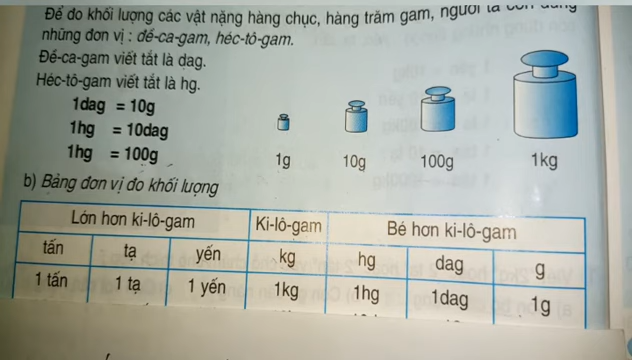 Để đo khối lượng các vật nặng hàng chục, hàng trăm gam, người ta còn dùng
những đơn vị : đề-ca-gam, héc-tô-gam.
Đề-ca-gam viết tắt là dag.
Héc-tô-gam viết tắt là hg.
1dag = 10g
1hg = 10dag
1hg = 100g
1g 10g 100g 1kg
b) Bảng đơn vị đo khối lượng
Lớn hơn ki-lô-gam Ki-lô-gam Bé hơn ki-lô-gam
tấn tạ yến kg hg dag g
1 tấn 1 tạ 1 yến 1kg 1hg 1dag 1g